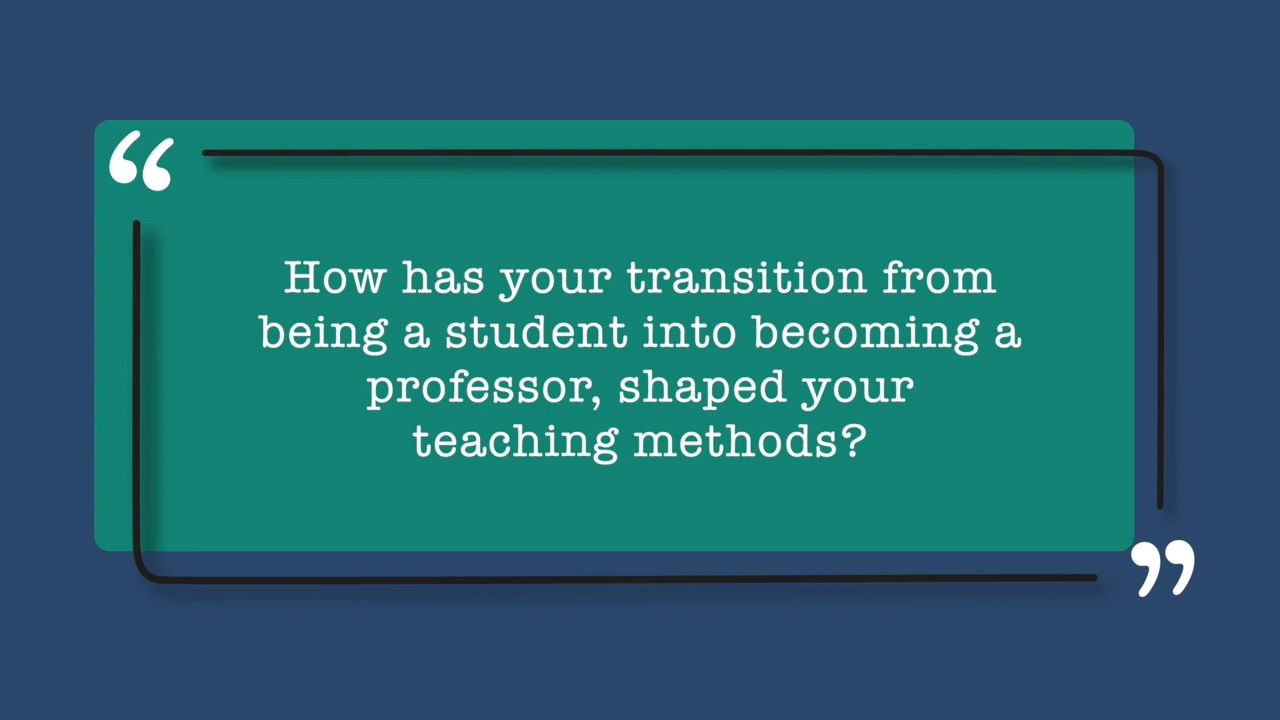 “
How has your transition from
being a student into becoming a
professor, shaped your
teaching methods?
”